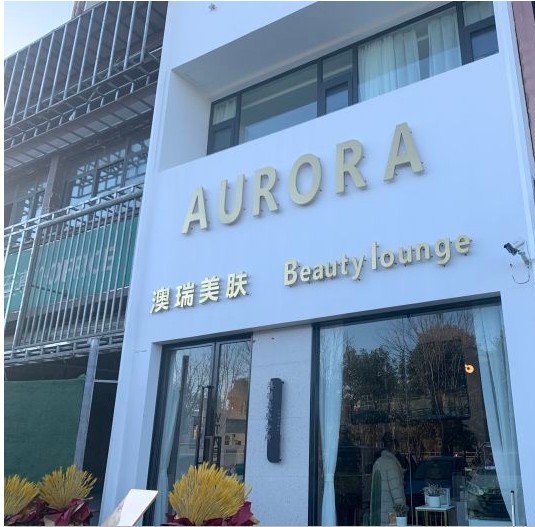 AURORA
澳瑞美肤 Beauty lounge